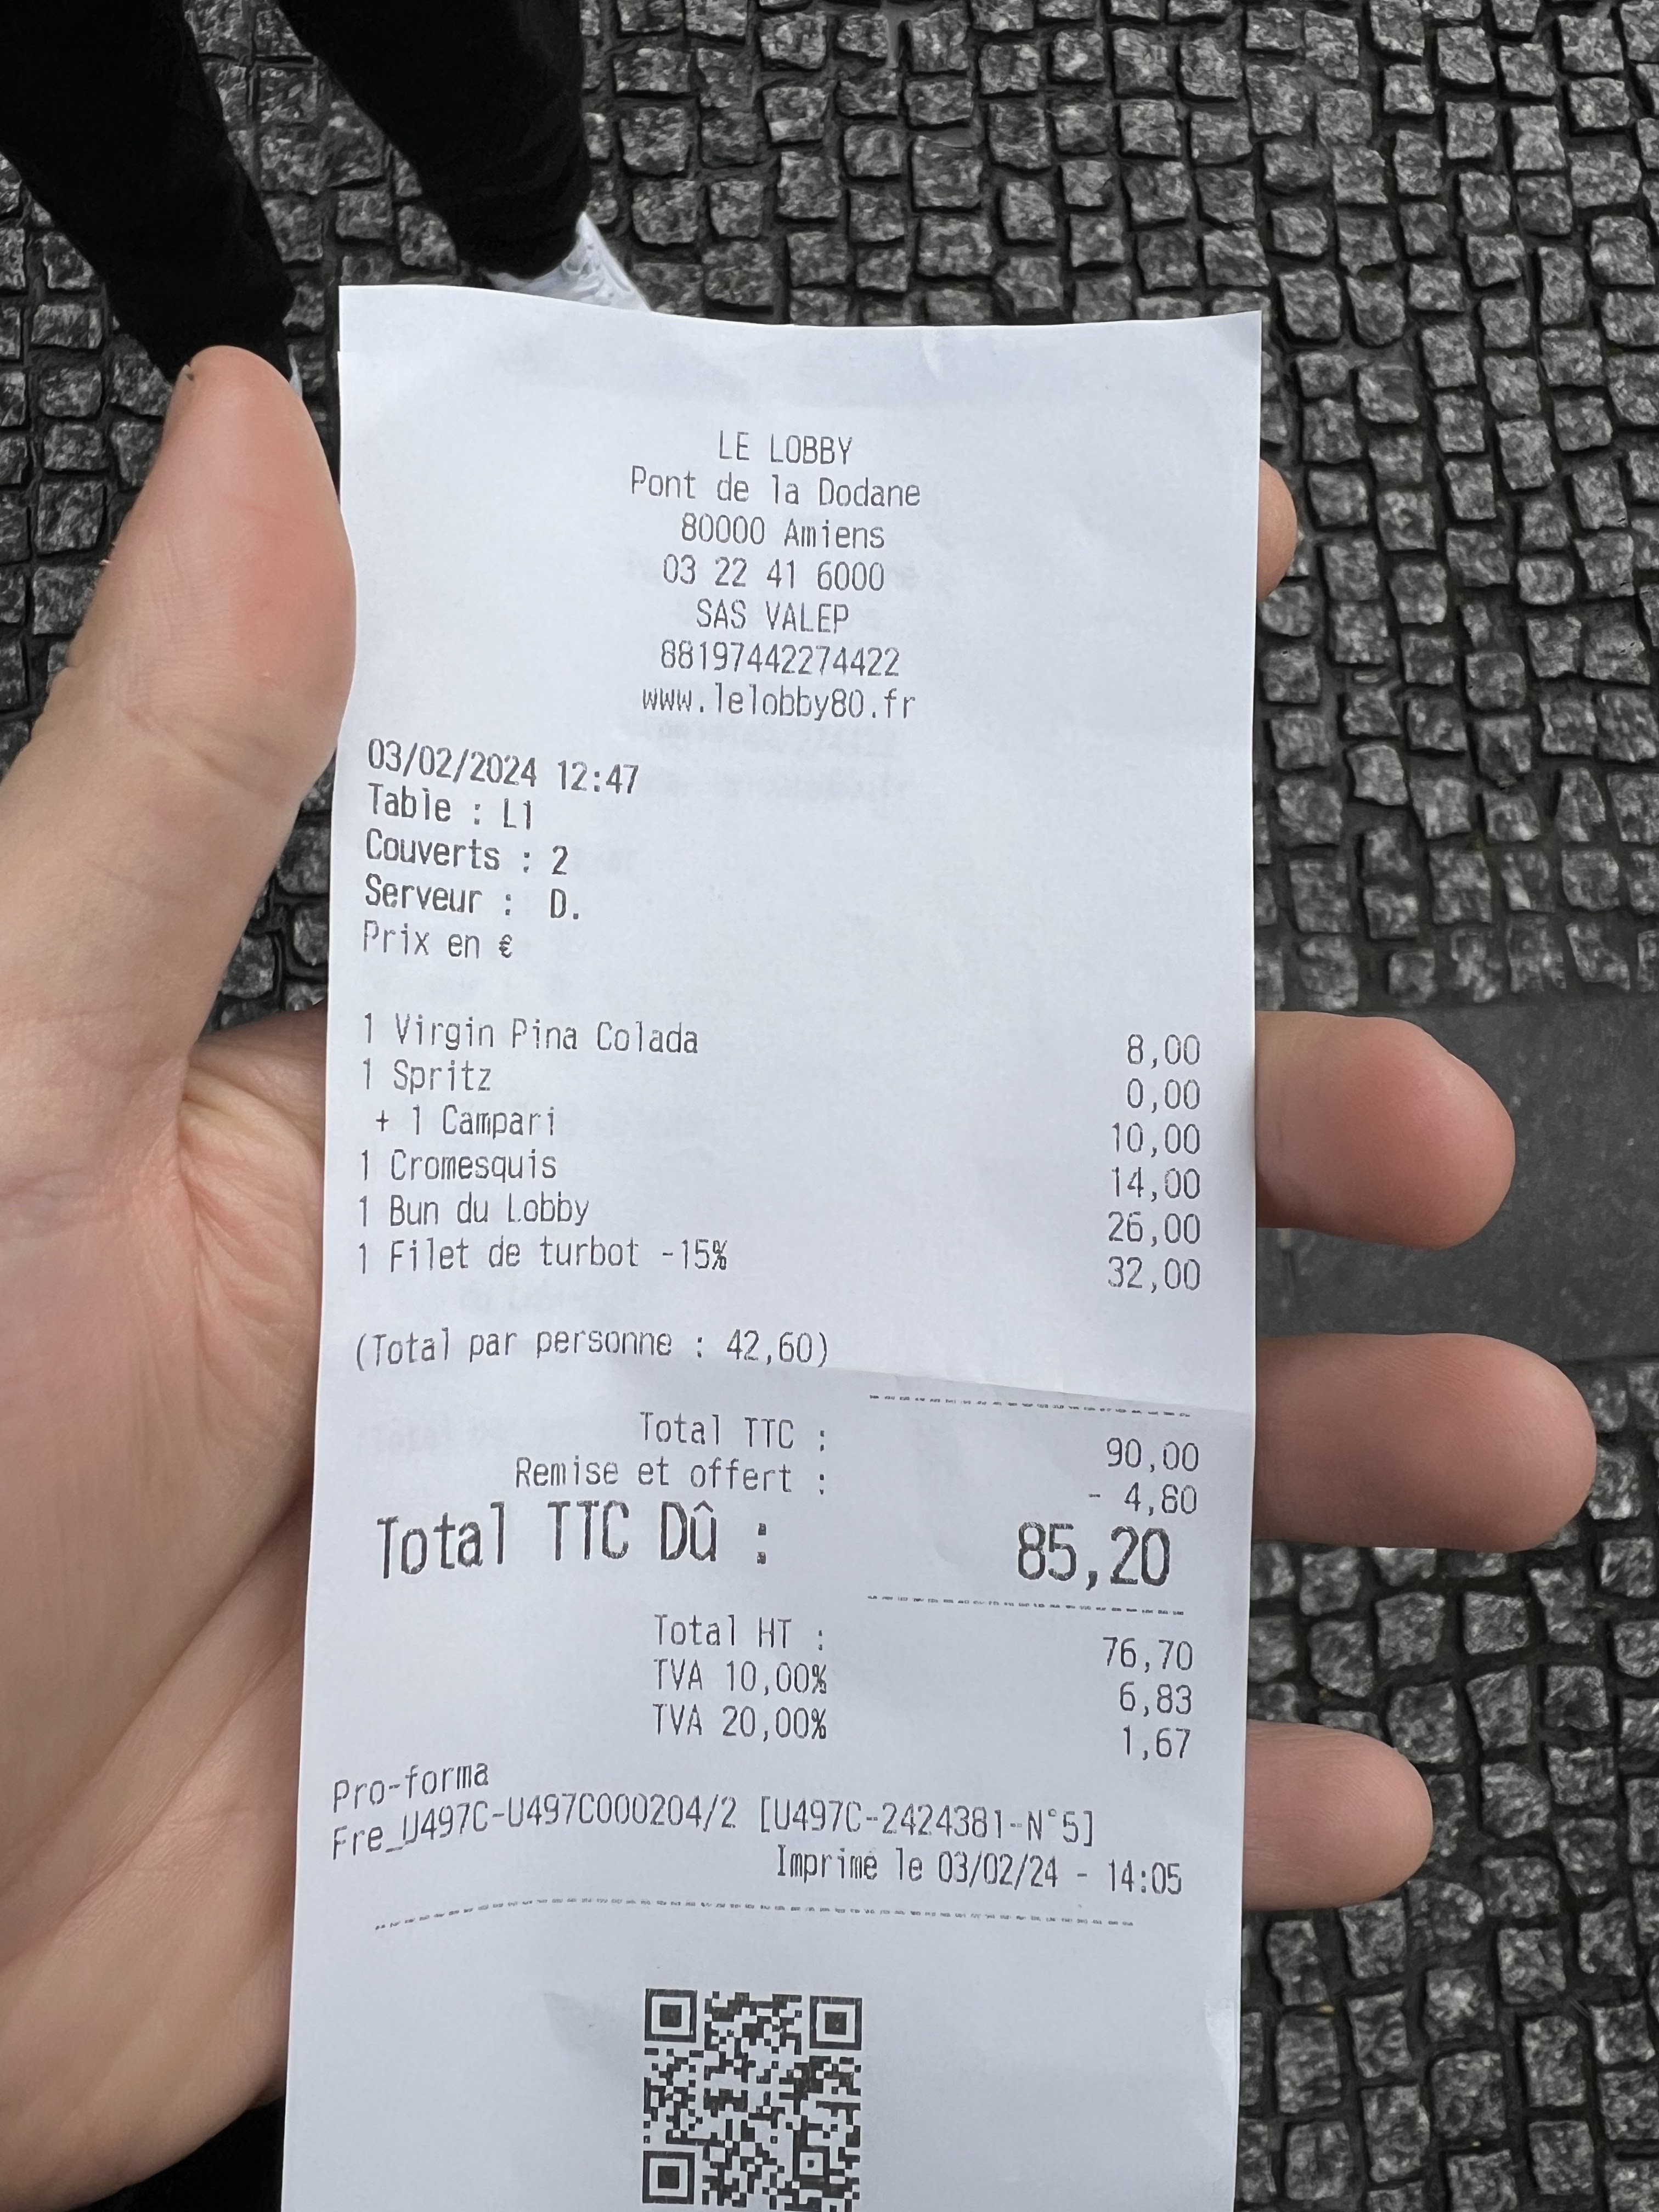 LE LOBBY
Pont de la Dodane
80000 Amiens
03 22 41 6000
SAS VALEP
88197442274422
www.lelobby80.fr
03/02/2024 12:47
Table : L1
Couverts : 2
Serveur : D.
Prix en €
1 Virgin Pina Colada 8,00
1 Spritz 0,00
+ 1 Campari 10,00
1 Cromesquis 14,00
1 Bun du Lobby 26,00
1 Filet de turbot -15% 32,00
(Total par personne : 42,60)
Total TTC : 90,00
Remise et offert : - 4,80
Total TTC Dû : 85,20
Total HT : 76,70
TVA 10,00% 6,83
TVA 20,00% 1,67
Pro-forma
Fre_U497C-U497C000204/2 [U497C-2424381-N°5]
Imprimé le 03/02/24 - 14:05